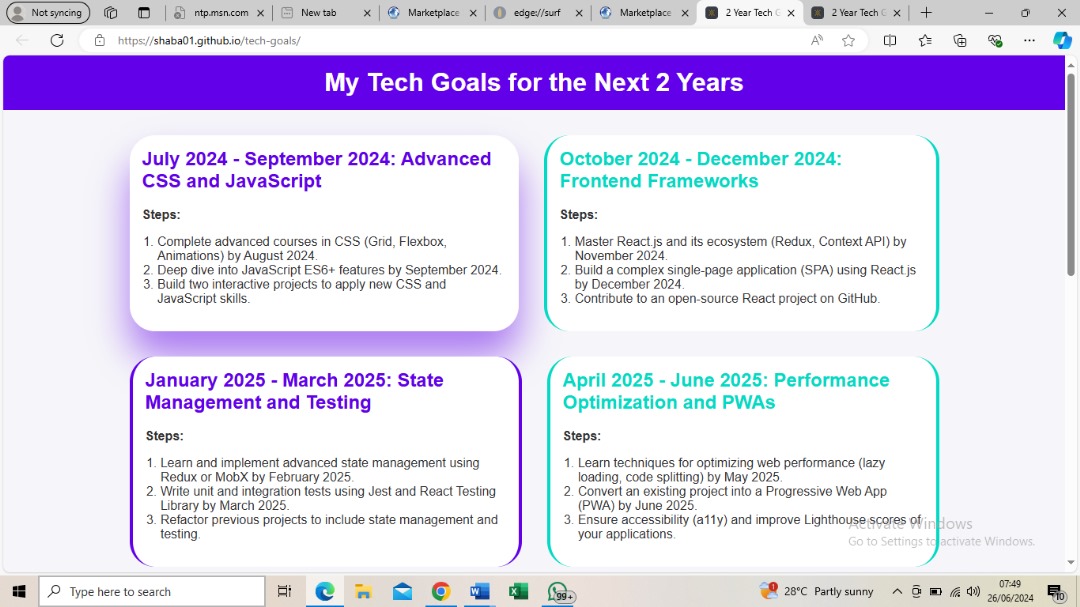 Not syncing
ntp.msn.com
New tab
Marketplace
edge://surf
Marketplace
2 Year Tech G
2 Year Tech G
https://shaba01.github.io/tech-goals/
My Tech Goals for the Next 2 Years
July 2024 - September 2024: Advanced
CSS and JavaScript
Steps:
1. Complete advanced courses in CSS (Grid, Flexbox,
Animations) by August 2024.
2. Deep dive into JavaScript ES6+ features by September 2024.
3. Build two interactive projects to apply new CSS and
JavaScript skills.
October 2024 - December 2024:
Frontend Frameworks
Steps:
1. Master React.js and its ecosystem (Redux, Context API) by
November 2024.
2. Build a complex single-page application (SPA) using React.js
by December 2024.
3. Contribute to an open-source React project on GitHub.
January 2025 - March 2025: State
Management and Testing
Steps:
1. Learn and implement advanced state management using
Redux or MobX by February 2025.
2. Write unit and integration tests using Jest and React Testing
Library by March 2025.
3. Refactor previous projects to include state management and
testing.
April 2025 - June 2025: Performance
Optimization and PWAs
Steps:
1. Learn techniques for optimizing web performance (lazy
loading, code splitting) by May 2025.
2. Convert an existing project into a Progressive Web App
(PWA) by June 2025.
3. Ensure accessibility (a11y) and improve Lighthouse scores of
your applications.
Activate Windows
Go to Settings to activate Windows.
Type here to search
99+
28°C Partly sunny
07:49
26/06/2024
10